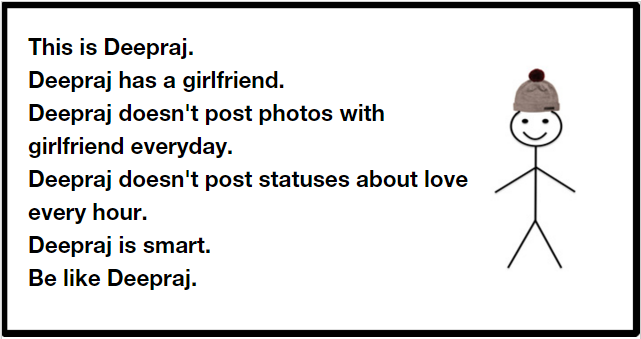 This is Deepraj.
Deepraj has a girlfriend.
Deepraj doesn't post photos with
girlfriend everyday.
Deepraj doesn't post statuses about love
every hour.
Deepraj is smart.
Be like Deepraj.